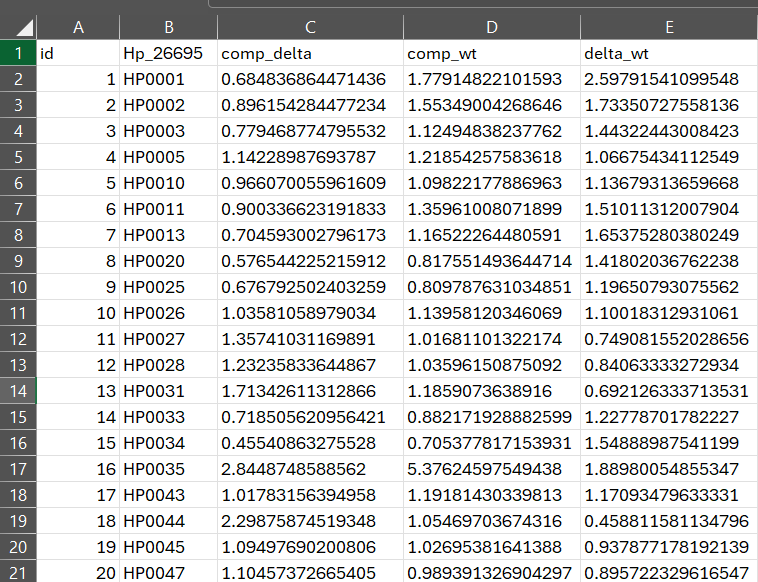 A B C D E
1 id Hp_26695 comp_delta comp_wt delta_wt
2 1 HP0001 0.684836864471436 1.77914822101593 2.59791541099548
3 2 HP0002 0.896154284477234 1.55349004268646 1.73350727558136
4 3 HP0003 0.779468774795532 1.12494838237762 1.44322443008423
5 4 HP0005 1.14228987693787 1.21854257583618 1.06675434112549
6 5 HP0010 0.966070055961609 1.09822177886963 1.13679313659668
7 6 HP0011 0.900336623191833 1.35961008071899 1.51011312007904
8 7 HP0013 0.704593002796173 1.16522264480591 1.65375280380249
9 8 HP0020 0.576544225215912 0.817551493644714 1.41802036762238
10 9 HP0025 0.676792502403259 0.809787631034851 1.19650793075562
11 10 HP0026 1.03581058979034 1.13958120346069 1.10018312931061
12 11 HP0027 1.35741031169891 1.01681101322174 0.749081552028656
13 12 HP0028 1.23235833644867 1.03596150875092 0.84063333272934
14 13 HP0031 1.71342611312866 1.1859073638916 0.692126333713531
15 14 HP0033 0.718505620956421 0.882171928882599 1.22778701782227
16 15 HP0034 0.45540863275528 0.705377817153931 1.54888987541199
17 16 HP0035 2.8448748588562 5.37624597549438 1.88980054855347
18 17 HP0043 1.01783156394958 1.19181430339813 1.17093479633331
19 18 HP0044 2.29875874519348 1.05469703674316 0.458811581134796
20 19 HP0045 1.09497690200806 1.02695381641388 0.937877178192139
21 20 HP0047 1.10457372665405 0.989391326904297 0.895722329616547